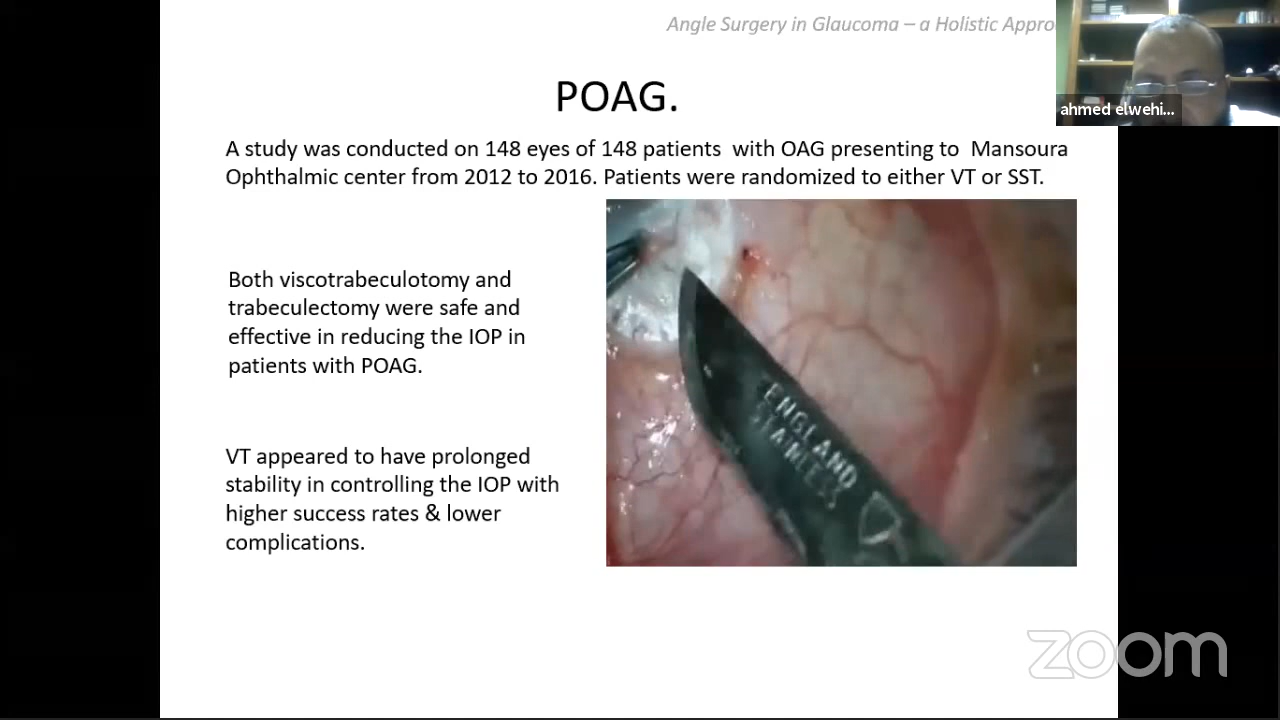 Angle Surgery in Glaucoma – a Holistic Appro
ahmed elwehi...
POAG.
A study was conducted on 148 eyes of 148 patients with OAG presenting to Mansoura
Ophthalmic center from 2012 to 2016. Patients were randomized to either VT or SST.
Both viscotrabeculotomy and
trabeculectomy were safe and
effective in reducing the IOP in
patients with POAG.
VT appeared to have prolonged
stability in controlling the IOP with
higher success rates & lower
complications.
ENGLAND
STAINLESS
zoom